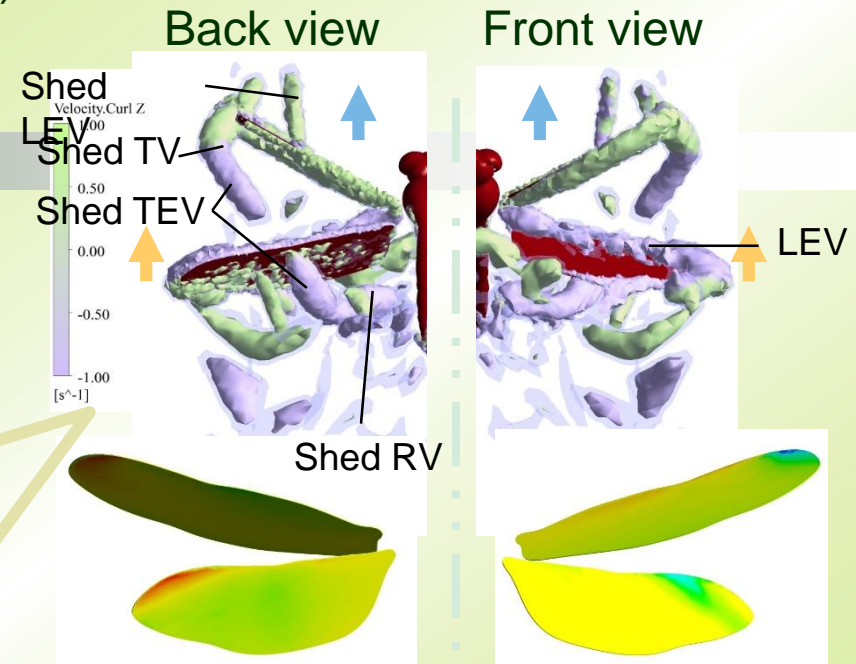 )
Back view
Front view
Shed
LEV
Velocity.Curl Z
1.00
Shed TV
0.50
Shed TEV
0.00
LEV
-0.50
-1.00
[s^-1]
Shed RV